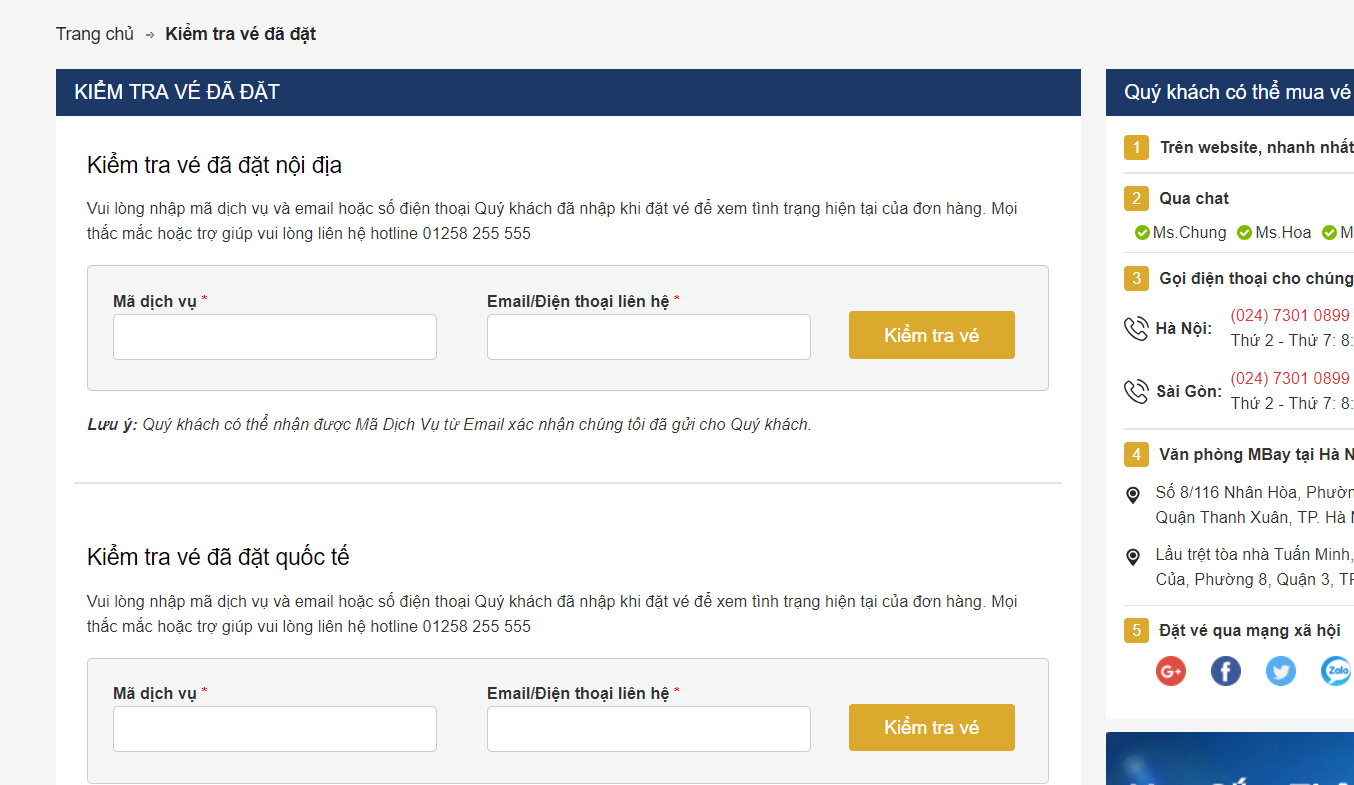 Trang chủ → Kiểm tra vé đã đặt
KIỂM TRA VÉ ĐÃ ĐẶT
Kiểm tra vé đã đặt nội địa
Vui lòng nhập mã dịch vụ và email hoặc số điện thoại Quý khách đã nhập khi đặt vé để xem tình trạng hiện tại của đơn hàng. Mọi
thắc mắc hoặc trợ giúp vui lòng liên hệ hotline 01258 255 555
Mã dịch vụ *
Email/Điện thoại liên hệ *
Kiểm tra vé
Lưu ý: Quý khách có thể nhận được Mã Dịch Vụ từ Email xác nhận chúng tôi đã gửi cho Quý khách.
Kiểm tra vé đã đặt quốc tế
Vui lòng nhập mã dịch vụ và email hoặc số điện thoại Quý khách đã nhập khi đặt vé để xem tình trạng hiện tại của đơn hàng. Mọi
thắc mắc hoặc trợ giúp vui lòng liên hệ hotline 01258 255 555
Mã dịch vụ *
Email/Điện thoại liên hệ *
Kiểm tra vé
Quý khách có thể mua vé
1 Trên website, nhanh nhất
2 Qua chat
Ms.Chung Ms.Hoa M
3 Gọi điện thoại cho chúng
Hà Nội: (024) 7301 0899
Thứ 2 - Thứ 7: 8:
Sài Gòn: (024) 7301 0899
Thứ 2 - Thứ 7: 8:
4 Văn phòng MBay tại Hà N
Số 8/116 Nhân Hòa, Phườn
Quận Thanh Xuân, TP. Hà N
Lầu trệt tòa nhà Tuấn Minh,
Của, Phường 8, Quận 3, TP
5 Đặt vé qua mạng xã hội
G+ f Zalo